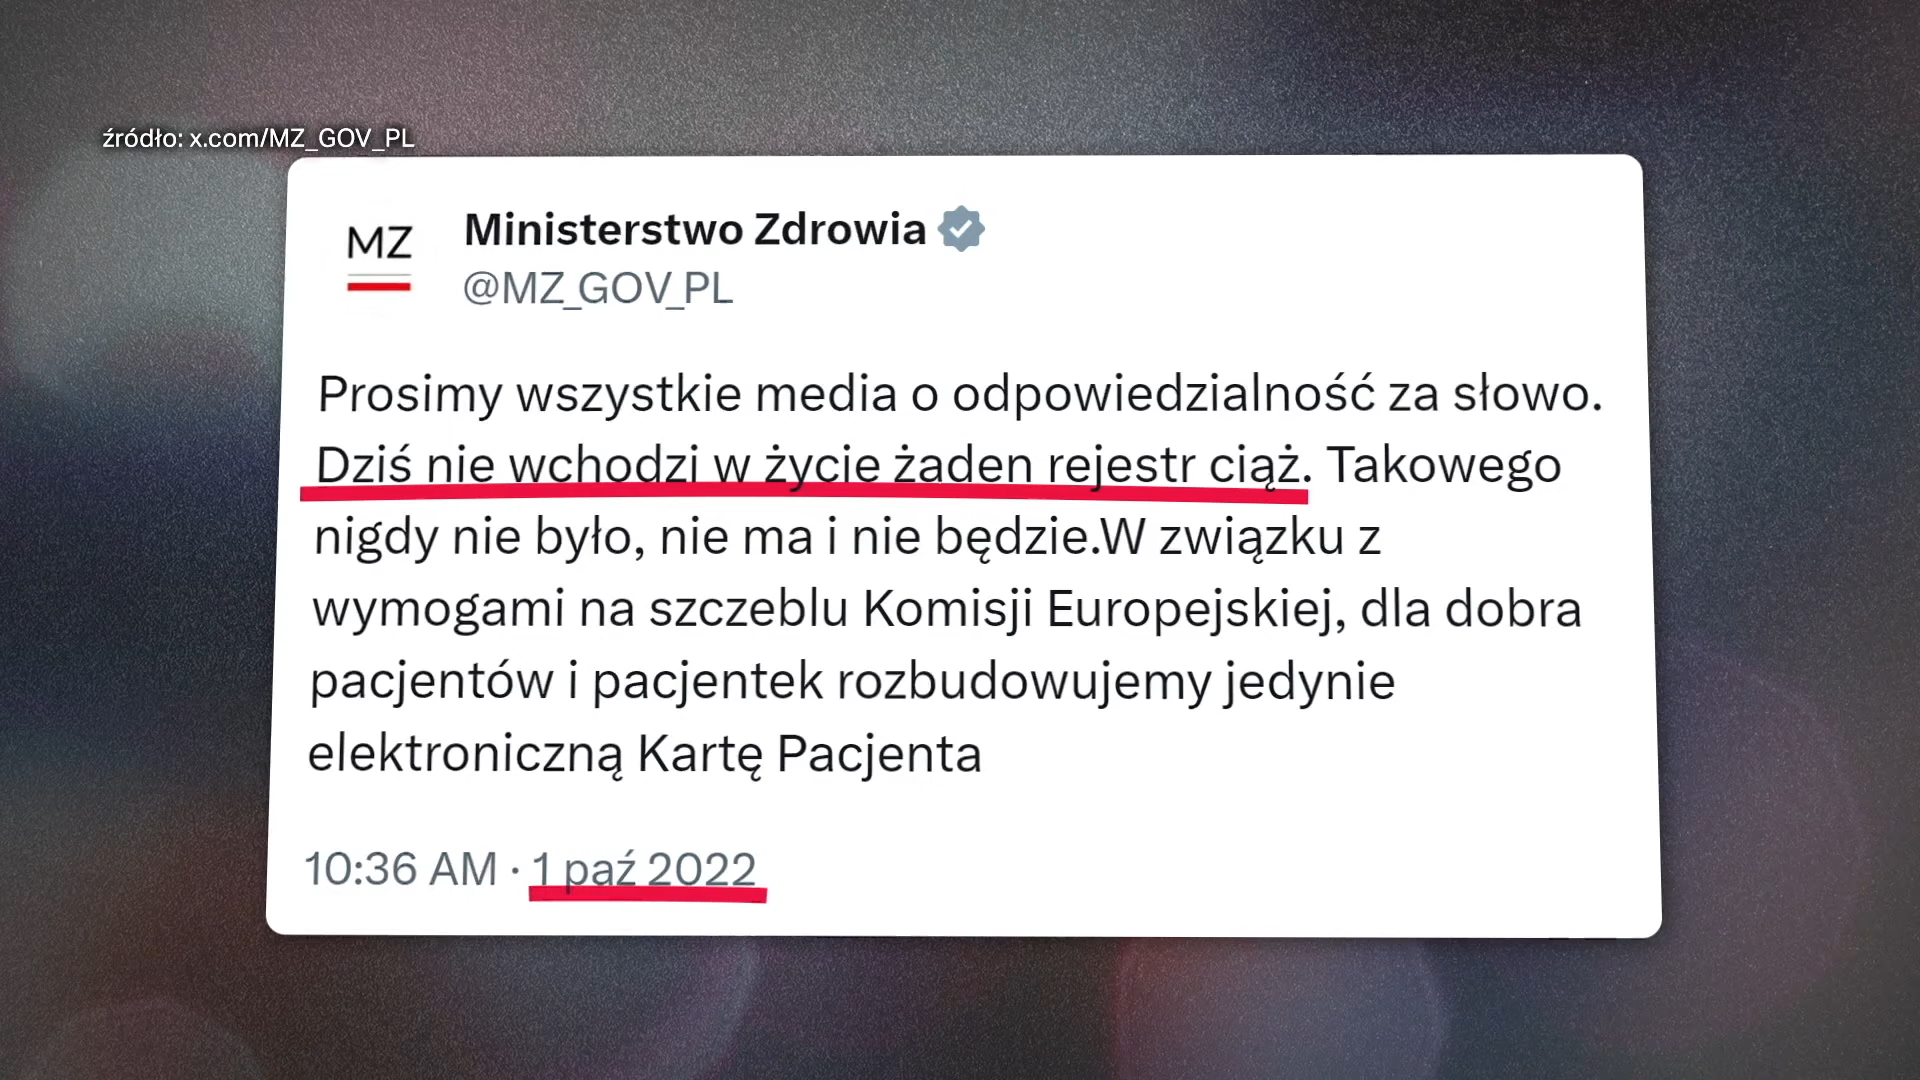 źródło: x.com/MZ_GOV_PL
MZ
Ministerstwo Zdrowia
@MZ_GOV_PL
Prosimy wszystkie media o odpowiedzialność za słowo.
Dziś nie wchodzi w życie żaden rejestr ciąż. Takowego
nigdy nie było, nie ma i nie będzie.W związku z
wymogami na szczeblu Komisji Europejskiej, dla dobra
pacjentów i pacjentek rozbudowujemy jedynie
elektroniczną Kartę Pacjenta
10:36 AM · 1 paź 2022